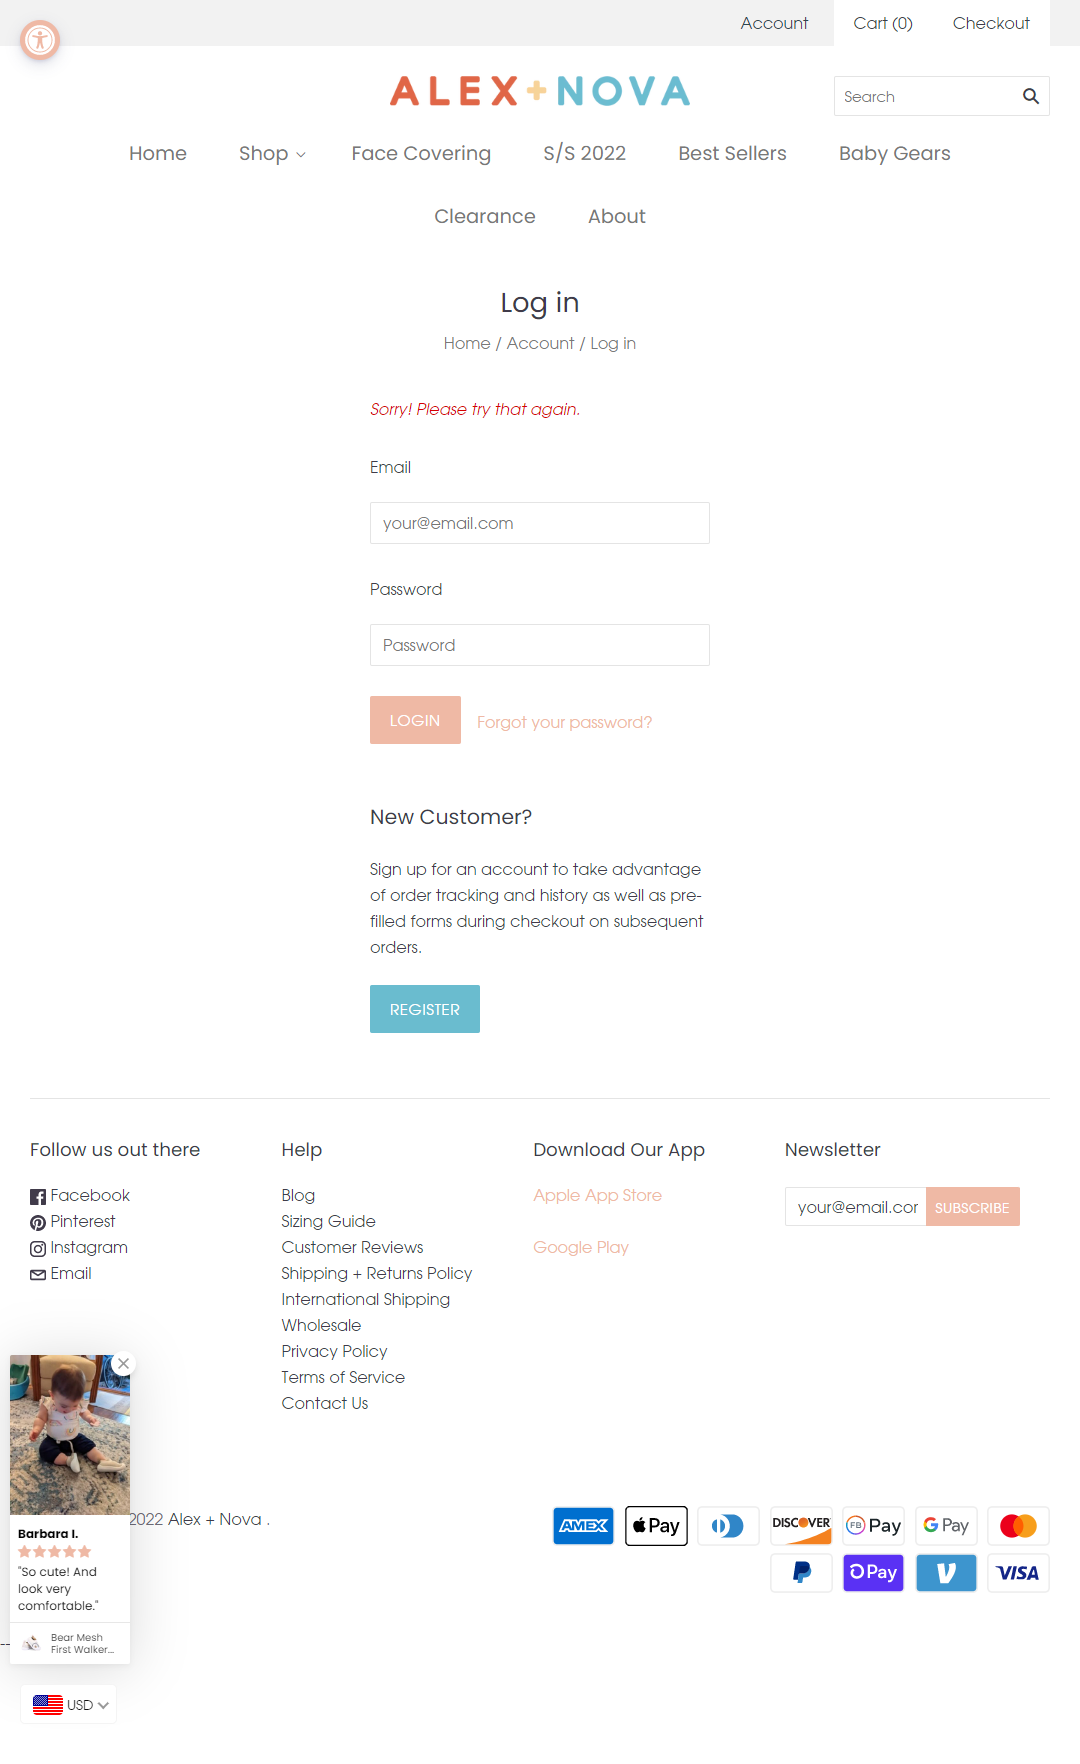 Account
Cart (0)
Checkout
ALEX+NOVA
Search
Home
Shop
Face Covering
S/S 2022
Best Sellers
Baby Gears
Clearance
About
Log in
Home / Account / Log in
Sorry! Please try that again.
Email
your@email.com
Password
Password
LOGIN
Forgot your password?
New Customer?
Sign up for an account to take advantage
of order tracking and history as well as pre-
filled forms during checkout on subsequent
orders.
REGISTER
Follow us out there
Facebook
Pinterest
Instagram
Email
Help
Blog
Sizing Guide
Customer Reviews
Shipping + Returns Policy
International Shipping
Wholesale
Privacy Policy
Terms of Service
Contact Us
Download Our App
Apple App Store
Google Play
Newsletter
your@email.cor
SUBSCRIBE
Barbara I.
"So cute! And
look very
comfortable."
Bear Mesh
First Walker...
2022 Alex + Nova .
AMEX
Pay
DISCOVER
FB Pay
G Pay
Pay
VISA
USD